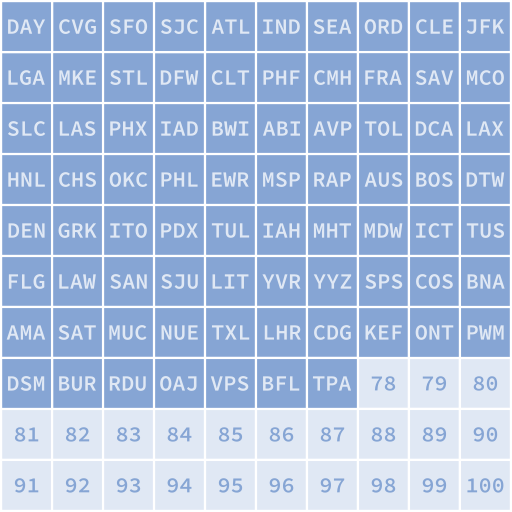 DAY CVG SFO SJC ATL IND SEA ORD CLE JFK
LGA MKE STL DFW CLT PHF CMH FRA SAV MCO
SLC LAS PHX IAD BWI ABI AVP TOL DCA LAX
HNL CHS OKC PHL EWR MSP RAP AUS BOS DTW
DEN GRK ITO PDX TUL IAH MHT MDW ICT TUS
FLG LAW SAN SJU LIT YVR YYZ SPS COS BNA
AMA SAT MUC NUE TXL LHR CDG KEF ONT PWM
DSM BUR RDU OAJ VPS BFL TPA 78 79 80
81 82 83 84 85 86 87 88 89 90
91 92 93 94 95 96 97 98 99 100